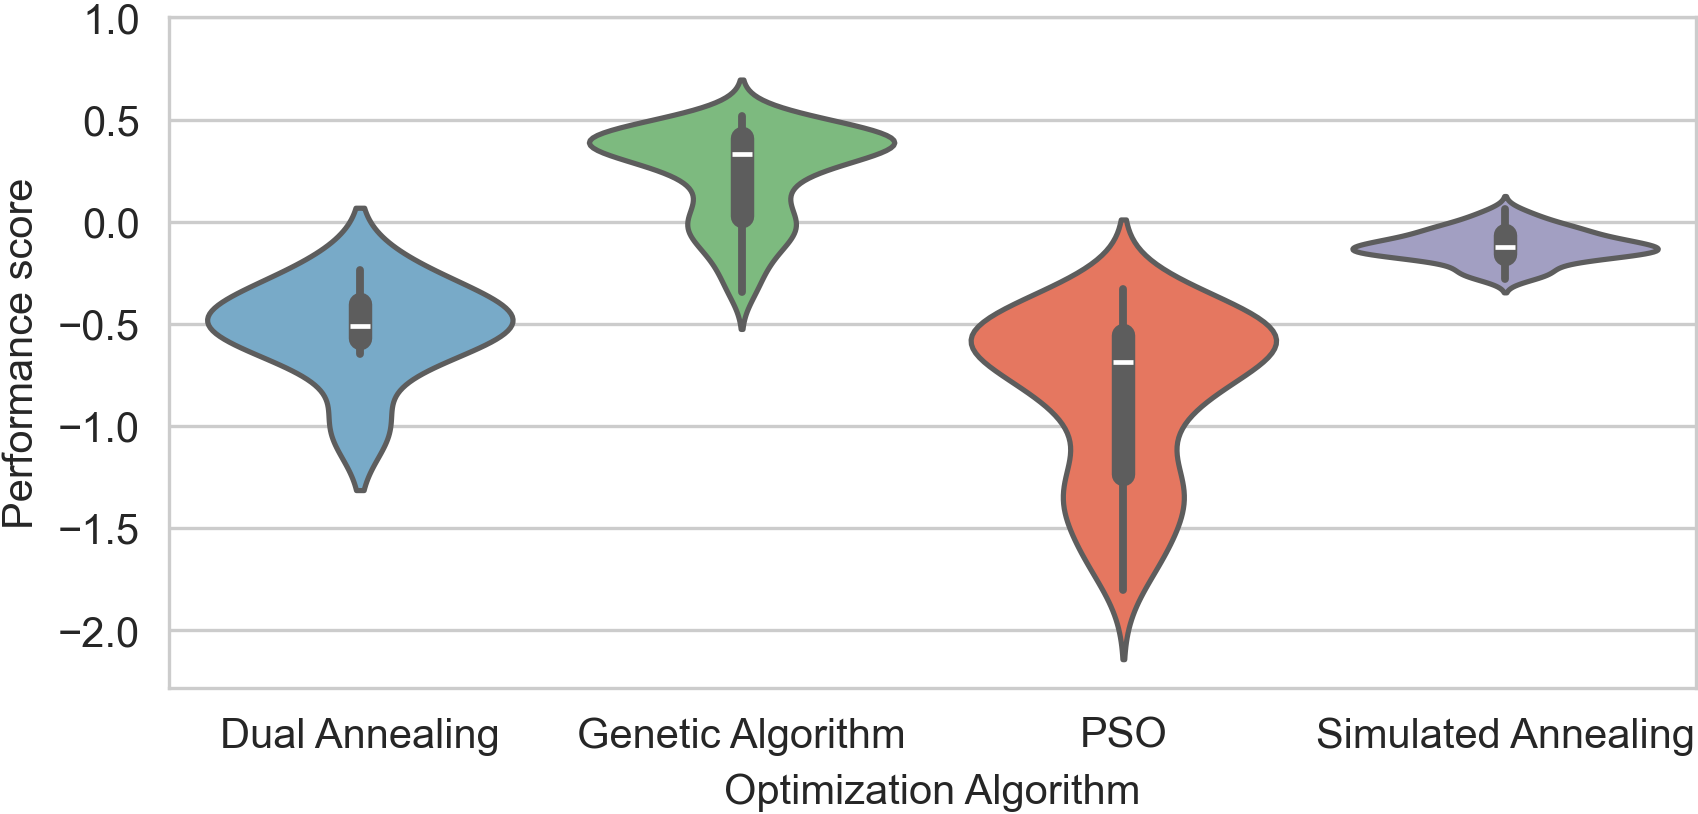 Performance score
1.0
0.5
0.0
−0.5
−1.0
−1.5
−2.0
Dual Annealing Genetic Algorithm PSO Simulated Annealing
Optimization Algorithm